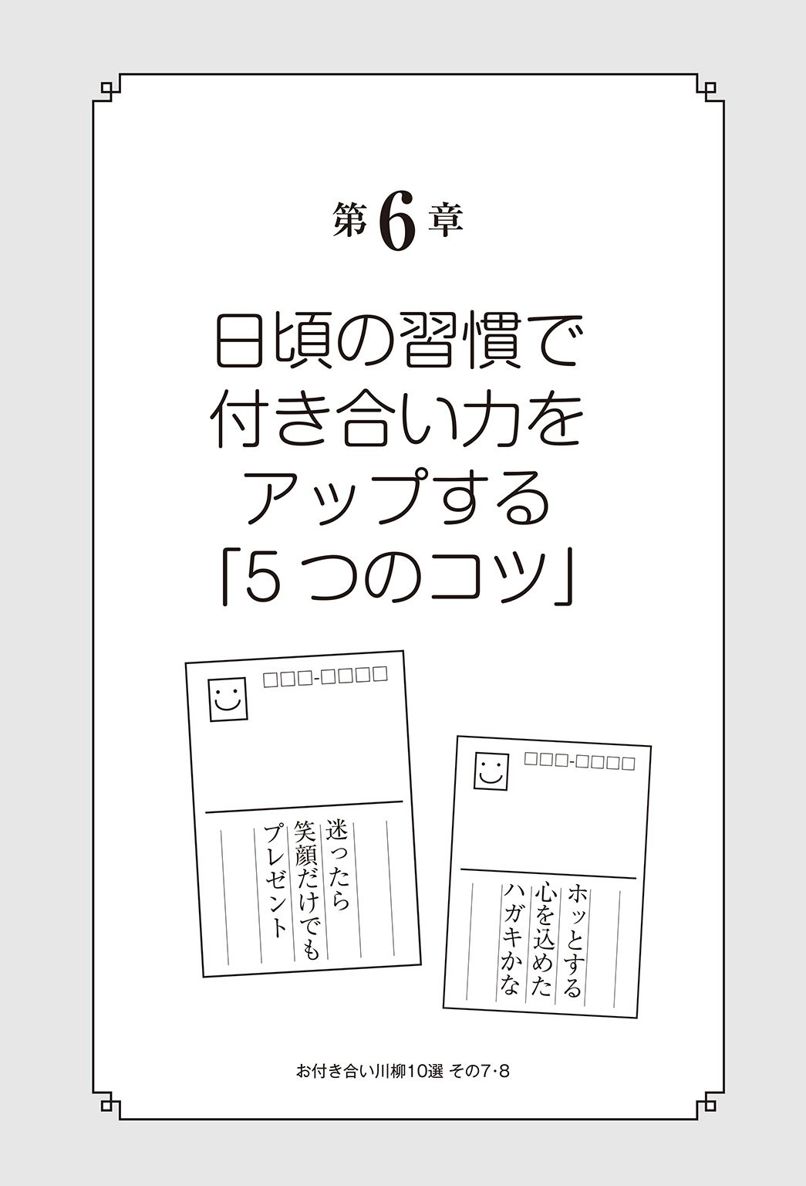 第6章
日頃の習慣で
付き合い力を
アップする
「5つのコツ」
□□□-□□□□
迷ったら
笑顔だけでも
プレゼント
□□□-□□□□
ホッとする
心を込めた
ハガキかな
お付き合い川柳10選 その7・8